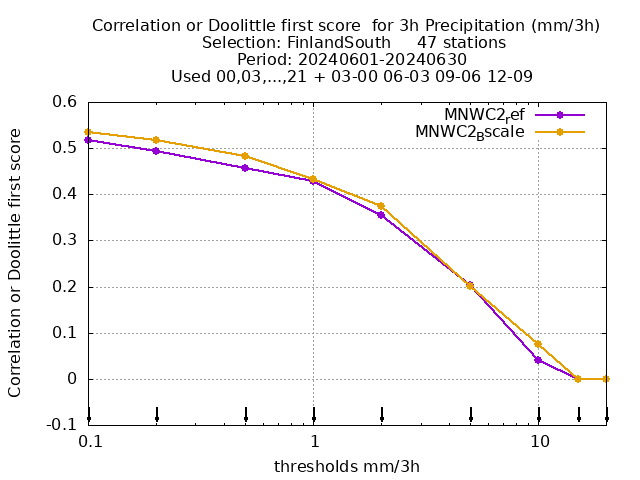 Correlation or Doolittle first score  for 3h Precipitation (mm/3h)
Selection: FinlandSouth     47 stations
Period: 20240601-20240630
Used 00,03,...,21 + 03-00 06-03 09-06 12-09
MNWC2ref
MNWC2Bscale
Correlation or Doolittle first score
0.6
0.5
0.4
0.3
0.2
0.1
0
-0.1
0.1 1 10
thresholds mm/3h